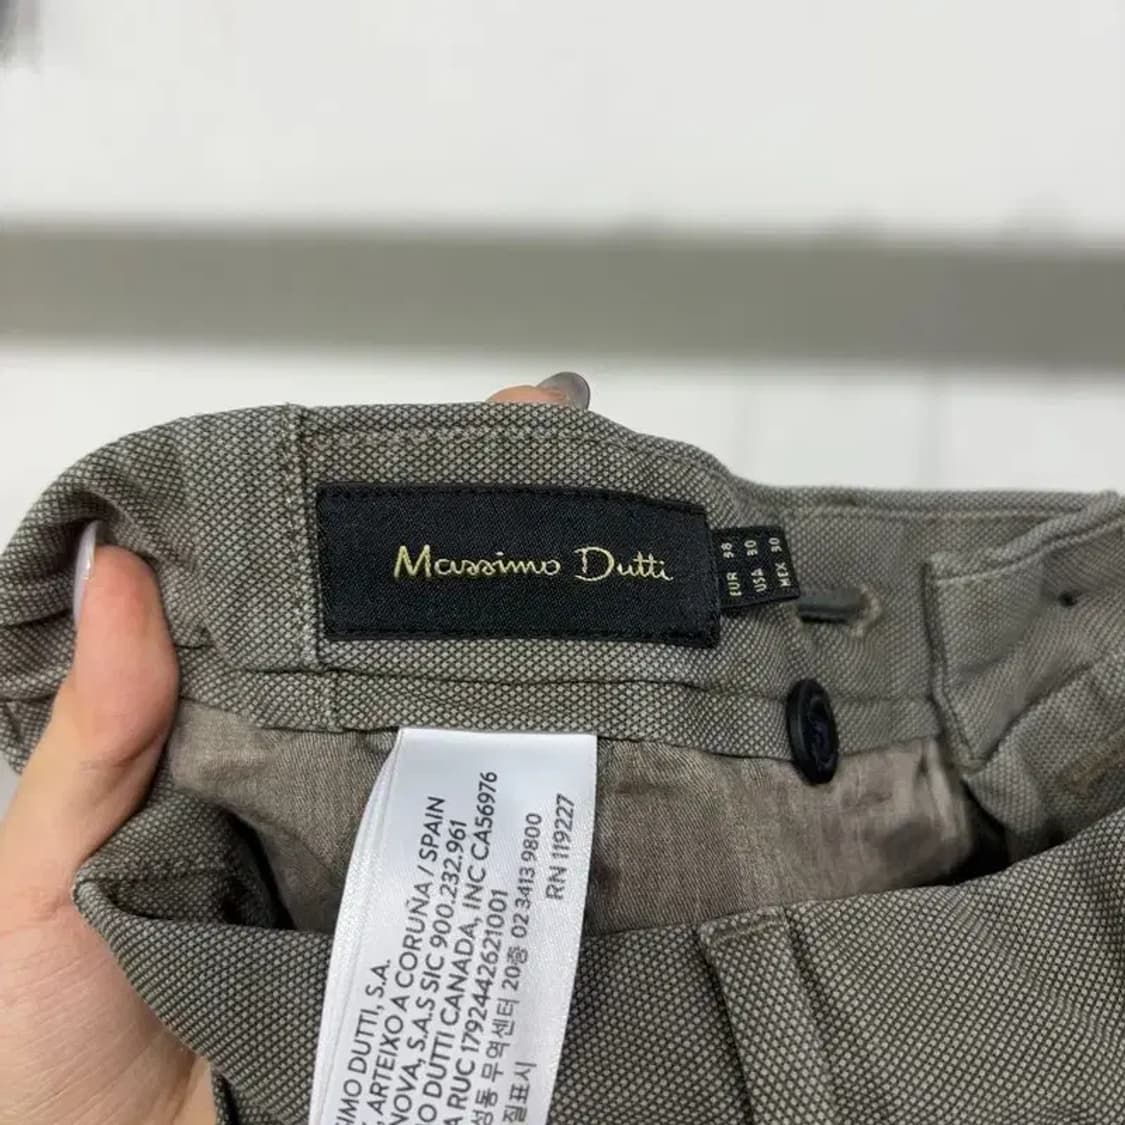 Massimo Dutti
EUR 38
USA 30
MEX 30
SIMO DUTTI, S.A.
ARTEIXO A CORUÑA / SPAIN
NOVA, S.A.S SIC 900.232.961
O DUTTI CANADA, INC CA56976
A RUC 1792442621001
성동 무역센터 20층 02 3413 9800
질표시
RN 119227